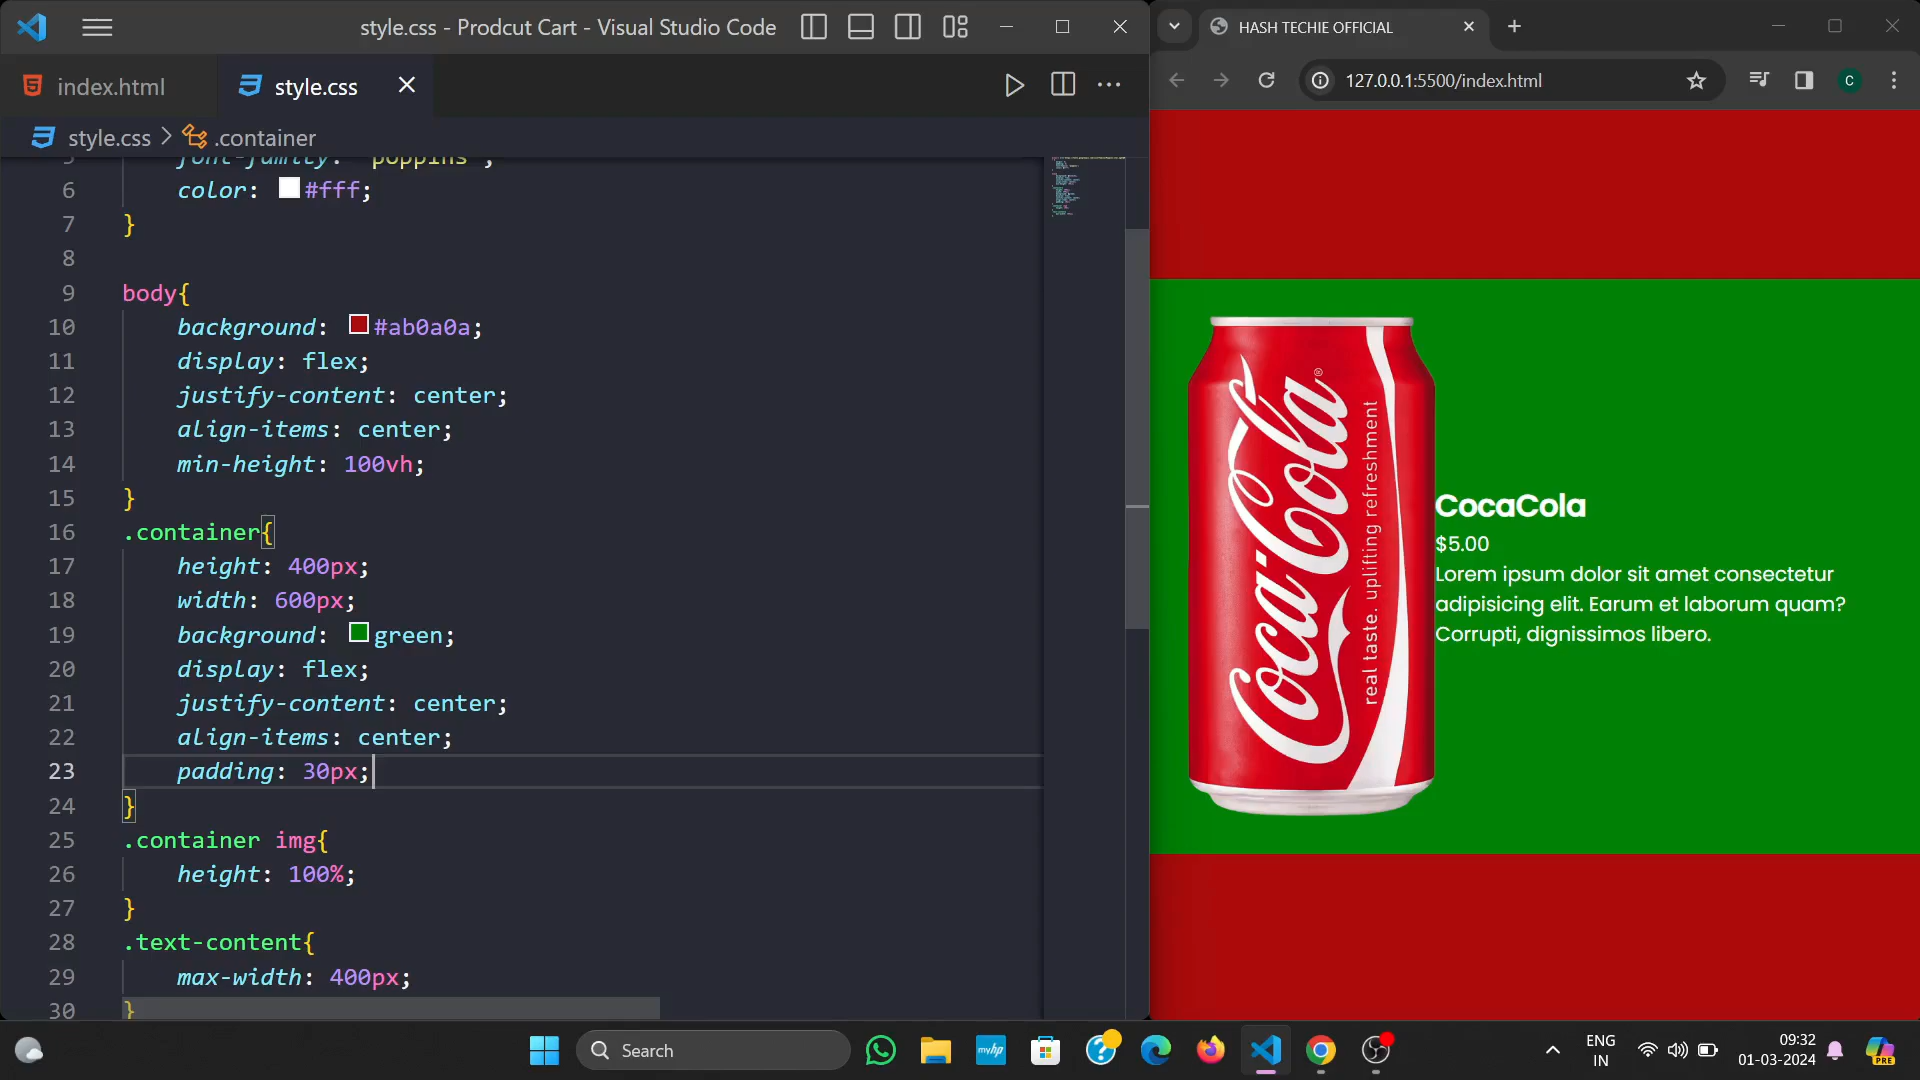 style.css - Prodcut Cart - Visual Studio Code
index.html
style.css
style.css > .container
5 font-family: "poppins";
6 color: #fff;
7 }
8
9 body{
10 background: #ab0a0a;
11 display: flex;
12 justify-content: center;
13 align-items: center;
14 min-height: 100vh;
15 }
16 .container{
17 height: 400px;
18 width: 600px;
19 background: green;
20 display: flex;
21 justify-content: center;
22 align-items: center;
23 padding: 30px;
24 }
25 .container img{
26 height: 100%;
27 }
28 .text-content{
29 max-width: 400px;
30 }
HASH TECHIE OFFICIAL
127.0.0.1:5500/index.html
C
Coca-Cola
®
real taste. uplifting refreshment
CocaCola
$5.00
Lorem ipsum dolor sit amet consectetur
adipisicing elit. Earum et laborum quam?
Corrupti, dignissimos libero.
Search
myhp
ENG
IN
09:32
01-03-2024
PRE